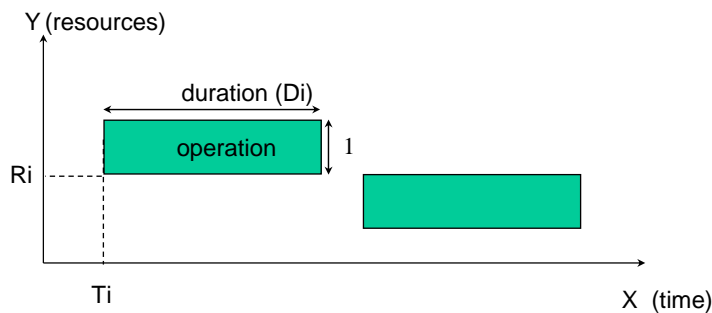 Y (resources)
duration (Di)
operation
1
Ri
Ti
X (time)